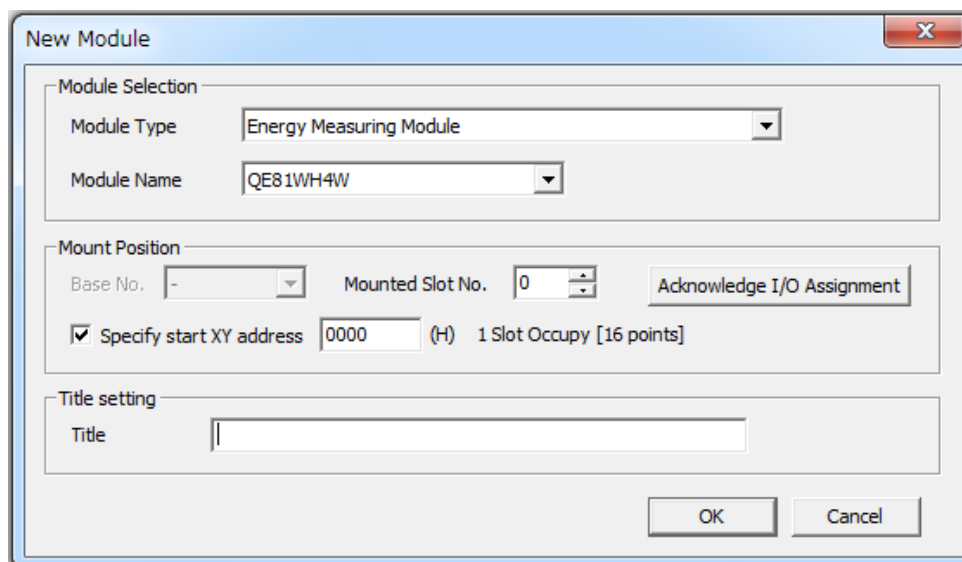 New Module
Module Selection
Module Type Energy Measuring Module
Module Name QE81WH4W
Mount Position
Base No. - Mounted Slot No. 0 Acknowledge I/O Assignment
Specify start XY address 0000 (H) 1 Slot Occupy [16 points]
Title setting
Title
OK Cancel